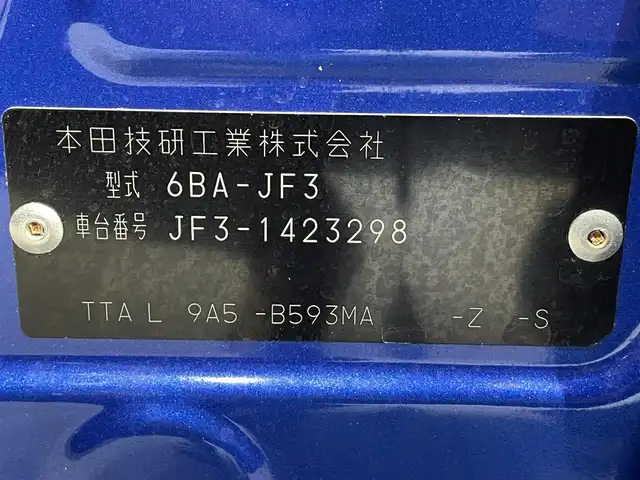 本田技研工業株式会社
型式 6BA-JF3
車台番号 JF3-1423298
TTA L 9A5 -B593MA -Z -S